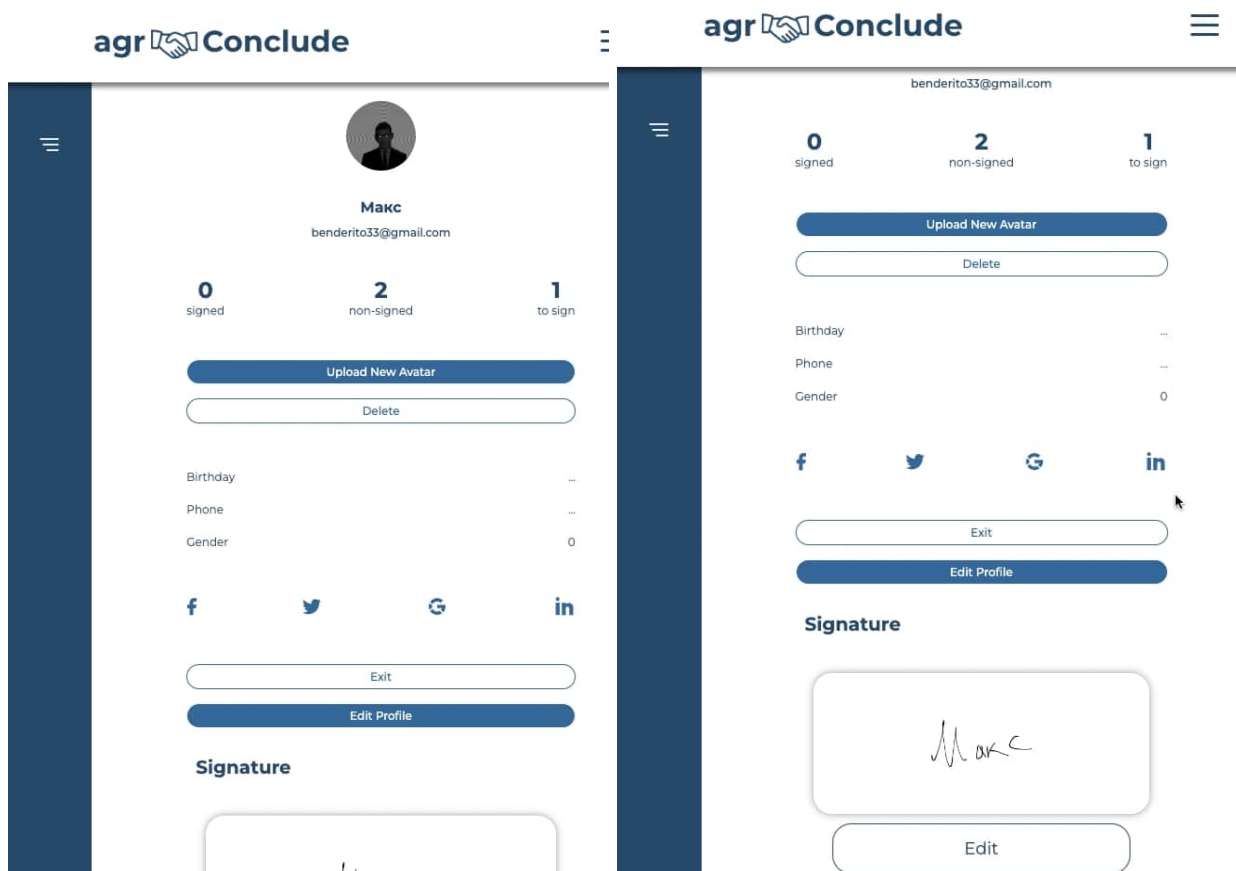 agr Conclude
Макс
benderito33@gmail.com
0 2 1
signed non-signed to sign
Upload New Avatar
Delete
Birthday ...
Phone ...
Gender 0
f G in
Exit
Edit Profile
Signature
agr Conclude
benderito33@gmail.com
0 2 1
signed non-signed to sign
Upload New Avatar
Delete
Birthday ...
Phone ...
Gender 0
f G in
Exit
Edit Profile
Signature
Макс
Edit